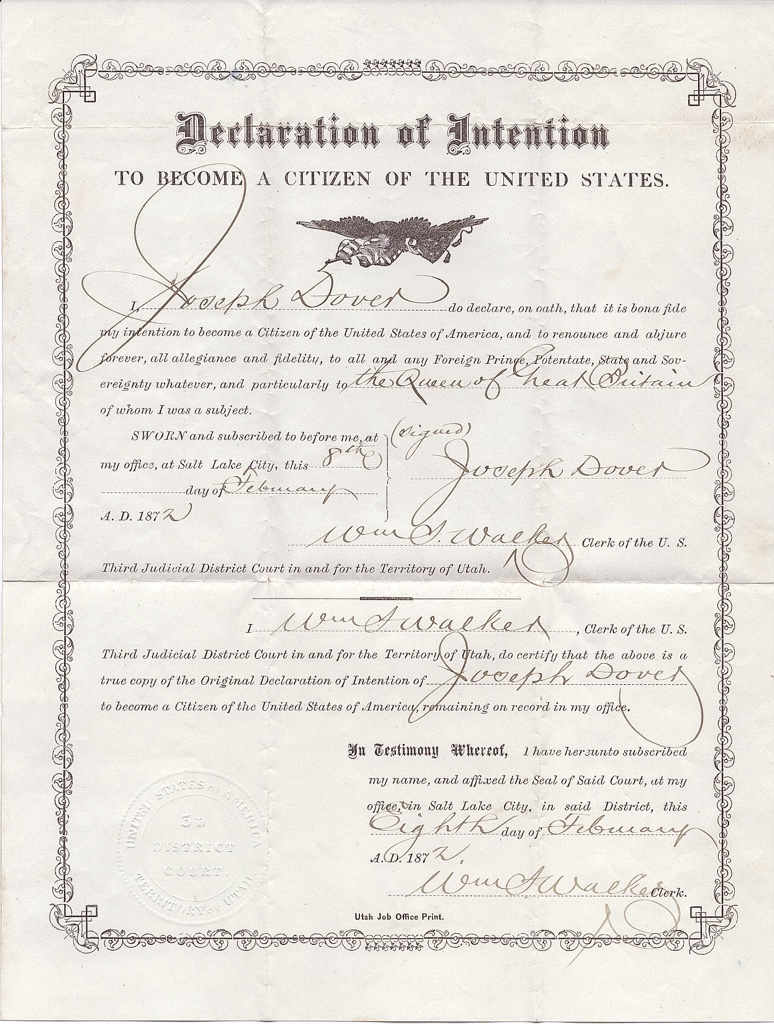 Declaration of Intention
TO BECOME A CITIZEN OF THE UNITED STATES.
I, Joseph Dover do declare, on oath, that it is bona fide
my intention to become a Citizen of the United States of America, and to renounce and abjure
forever, all allegiance and fidelity, to all and any Foreign Prince, Potentate, State and Sov-
ereignty whatever, and particularly to the Queen of Great Britain
of whom I was a subject.
SWORN and subscribed to before me, at
my office, at Salt Lake City, this 8th
day of February
A. D. 1872
(signed)
Joseph Dover
Wm S. Walker Clerk of the U. S.
Third Judicial District Court in and for the Territory of Utah.
I Wm S Walker, Clerk of the U. S.
Third Judicial District Court in and for the Territory of Utah, do certify that the above is a
true copy of the Original Declaration of Intention of Joseph Dover
to become a Citizen of the United States of America, remaining on record in my office.
In Testimony Whereof, I have hereunto subscribed
my name, and affixed the Seal of Said Court, at my
office, in Salt Lake City, in said District, this
Eighth day of February
A. D. 1872.
Wm S Walker Clerk.
UNITED STATES OF AMERICA
3D
DISTRICT
COURT
TERRITORY OF UTAH
Utah Job Office Print.